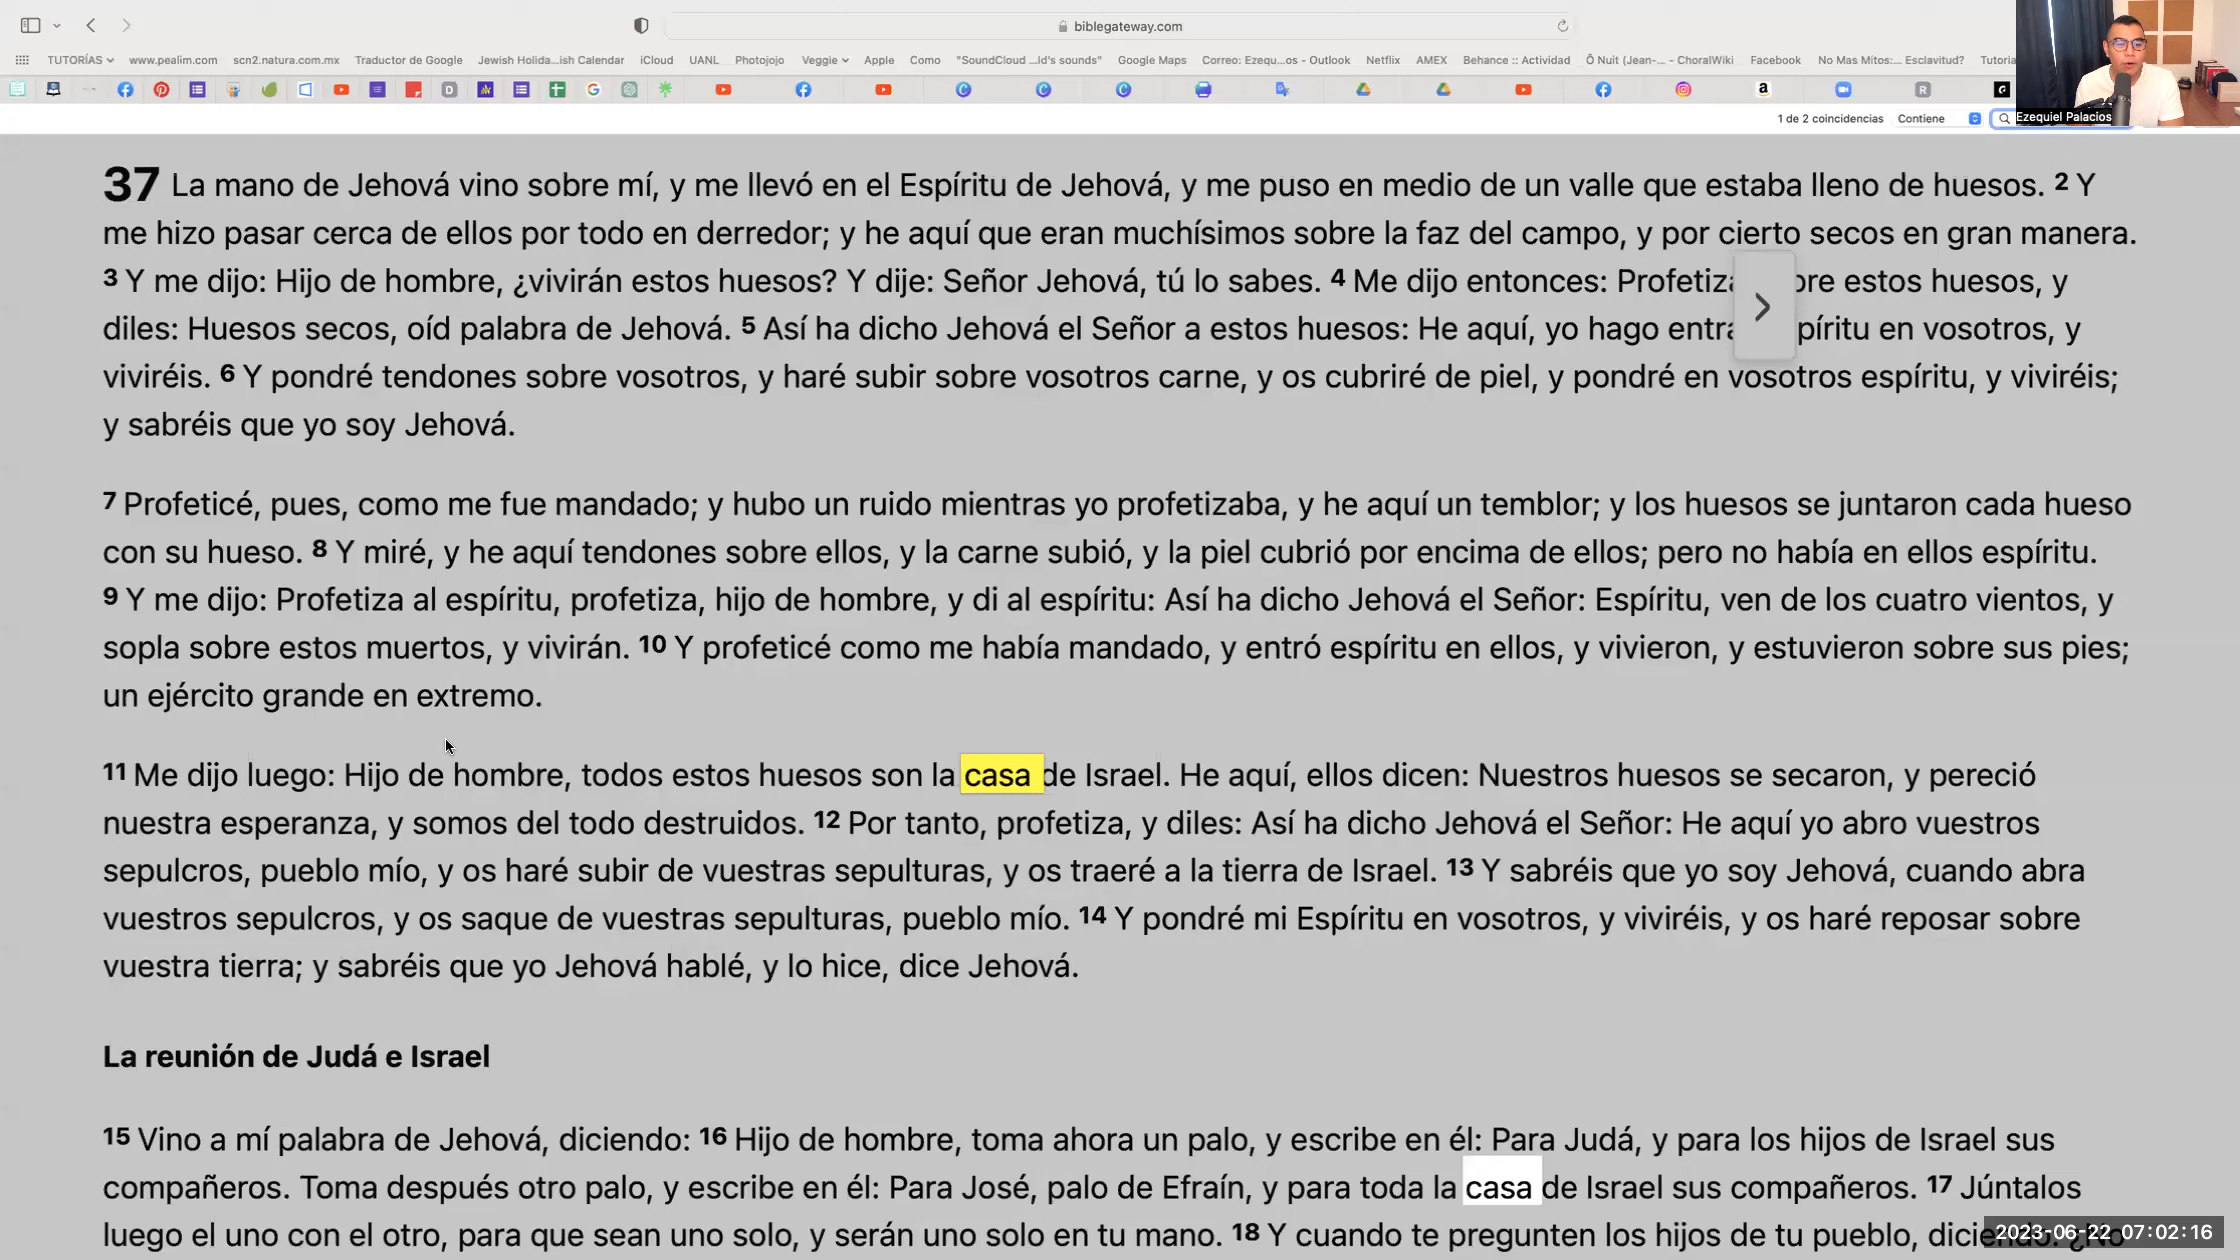 biblegateway.com
TUTORÍAS www.pealim.com scn2.natura.com.mx Traductor de Google Jewish Holida...ish Calendar iCloud UANL Photojojo Veggie Apple Como "SoundCloud ...ld's sounds" Google Maps Correo: Ezequ...os - Outlook Netflix AMEX Behance :: Actividad Ô Nuit (Jean-... - ChoralWiki Facebook No Mas Mitos:... Esclavitud? Tutoria
1 de 2 coincidencias Contiene
Ezequiel Palacios
37 La mano de Jehová vino sobre mí, y me llevó en el Espíritu de Jehová, y me puso en medio de un valle que estaba lleno de huesos. 2 Y
me hizo pasar cerca de ellos por todo en derredor; y he aquí que eran muchísimos sobre la faz del campo, y por cierto secos en gran manera.
3 Y me dijo: Hijo de hombre, ¿vivirán estos huesos? Y dije: Señor Jehová, tú lo sabes. 4 Me dijo entonces: Profetiza bre estos huesos, y
diles: Huesos secos, oíd palabra de Jehová. 5 Así ha dicho Jehová el Señor a estos huesos: He aquí, yo hago entra píritu en vosotros, y
viviréis. 6 Y pondré tendones sobre vosotros, y haré subir sobre vosotros carne, y os cubriré de piel, y pondré en vosotros espíritu, y viviréis;
y sabréis que yo soy Jehová.
7 Profeticé, pues, como me fue mandado; y hubo un ruido mientras yo profetizaba, y he aquí un temblor; y los huesos se juntaron cada hueso
con su hueso. 8 Y miré, y he aquí tendones sobre ellos, y la carne subió, y la piel cubrió por encima de ellos; pero no había en ellos espíritu.
9 Y me dijo: Profetiza al espíritu, profetiza, hijo de hombre, y di al espíritu: Así ha dicho Jehová el Señor: Espíritu, ven de los cuatro vientos, y
sopla sobre estos muertos, y vivirán. 10 Y profeticé como me había mandado, y entró espíritu en ellos, y vivieron, y estuvieron sobre sus pies;
un ejército grande en extremo.
11 Me dijo luego: Hijo de hombre, todos estos huesos son la casa de Israel. He aquí, ellos dicen: Nuestros huesos se secaron, y pereció
nuestra esperanza, y somos del todo destruidos. 12 Por tanto, profetiza, y diles: Así ha dicho Jehová el Señor: He aquí yo abro vuestros
sepulcros, pueblo mío, y os haré subir de vuestras sepulturas, y os traeré a la tierra de Israel. 13 Y sabréis que yo soy Jehová, cuando abra
vuestros sepulcros, y os saque de vuestras sepulturas, pueblo mío. 14 Y pondré mi Espíritu en vosotros, y viviréis, y os haré reposar sobre
vuestra tierra; y sabréis que yo Jehová hablé, y lo hice, dice Jehová.
La reunión de Judá e Israel
15 Vino a mí palabra de Jehová, diciendo: 16 Hijo de hombre, toma ahora un palo, y escribe en él: Para Judá, y para los hijos de Israel sus
compañeros. Toma después otro palo, y escribe en él: Para José, palo de Efraín, y para toda la casa de Israel sus compañeros. 17 Júntalos
luego el uno con el otro, para que sean uno solo, y serán uno solo en tu mano. 18 Y cuando te pregunten los hijos de tu pueblo, diciendo: ¿No
2023-06-22 07:02:16